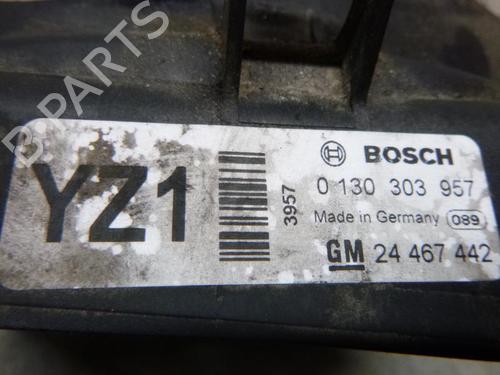 B-PARTS
YZ1
3957
BOSCH
0 130 303 957
Made in Germany 089
GM 24 467 442